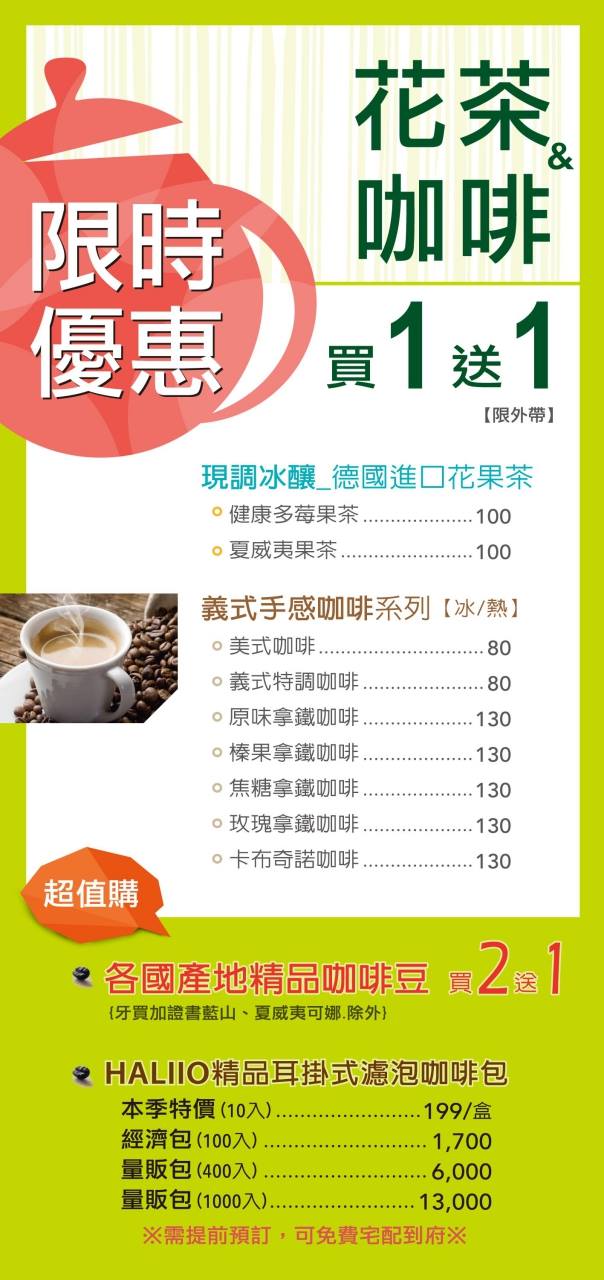 花茶
&
咖啡
限時
優惠
買1送1
【限外帶】
現調冰釀_德國進口花果茶
健康多莓果茶....................100
夏威夷果茶........................100
義式手感咖啡系列【冰/熱】
美式咖啡..............................80
義式特調咖啡......................80
原味拿鐵咖啡....................130
榛果拿鐵咖啡....................130
焦糖拿鐵咖啡....................130
玫瑰拿鐵咖啡....................130
卡布奇諾咖啡....................130
超值購
各國產地精品咖啡豆 買2送1
{牙買加證書藍山、夏威夷可娜.除外}
HALIIO精品耳掛式濾泡咖啡包
本季特價(10入)........................199/盒
經濟包(100入)........................... 1,700
量販包(400入)........................... 6,000
量販包(1000入)........................13,000
※需提前預訂，可免費宅配到府※